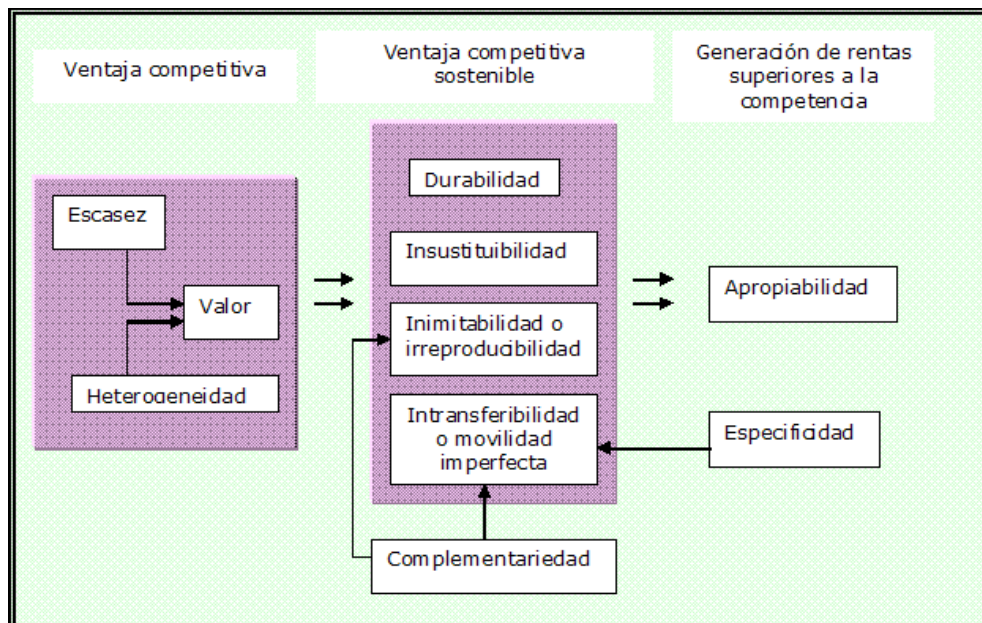 Ventaja competitiva
Ventaja competitiva
sostenible
Generación de rentas
superiores a la
competencia
Escasez
Valor
Heterogeneidad
Durabilidad
Insustituibilidad
Inimitabilidad o
irreproducibilidad
Intransferibilidad
o movilidad
imperfecta
Complementariedad
Apropiabilidad
Especificidad